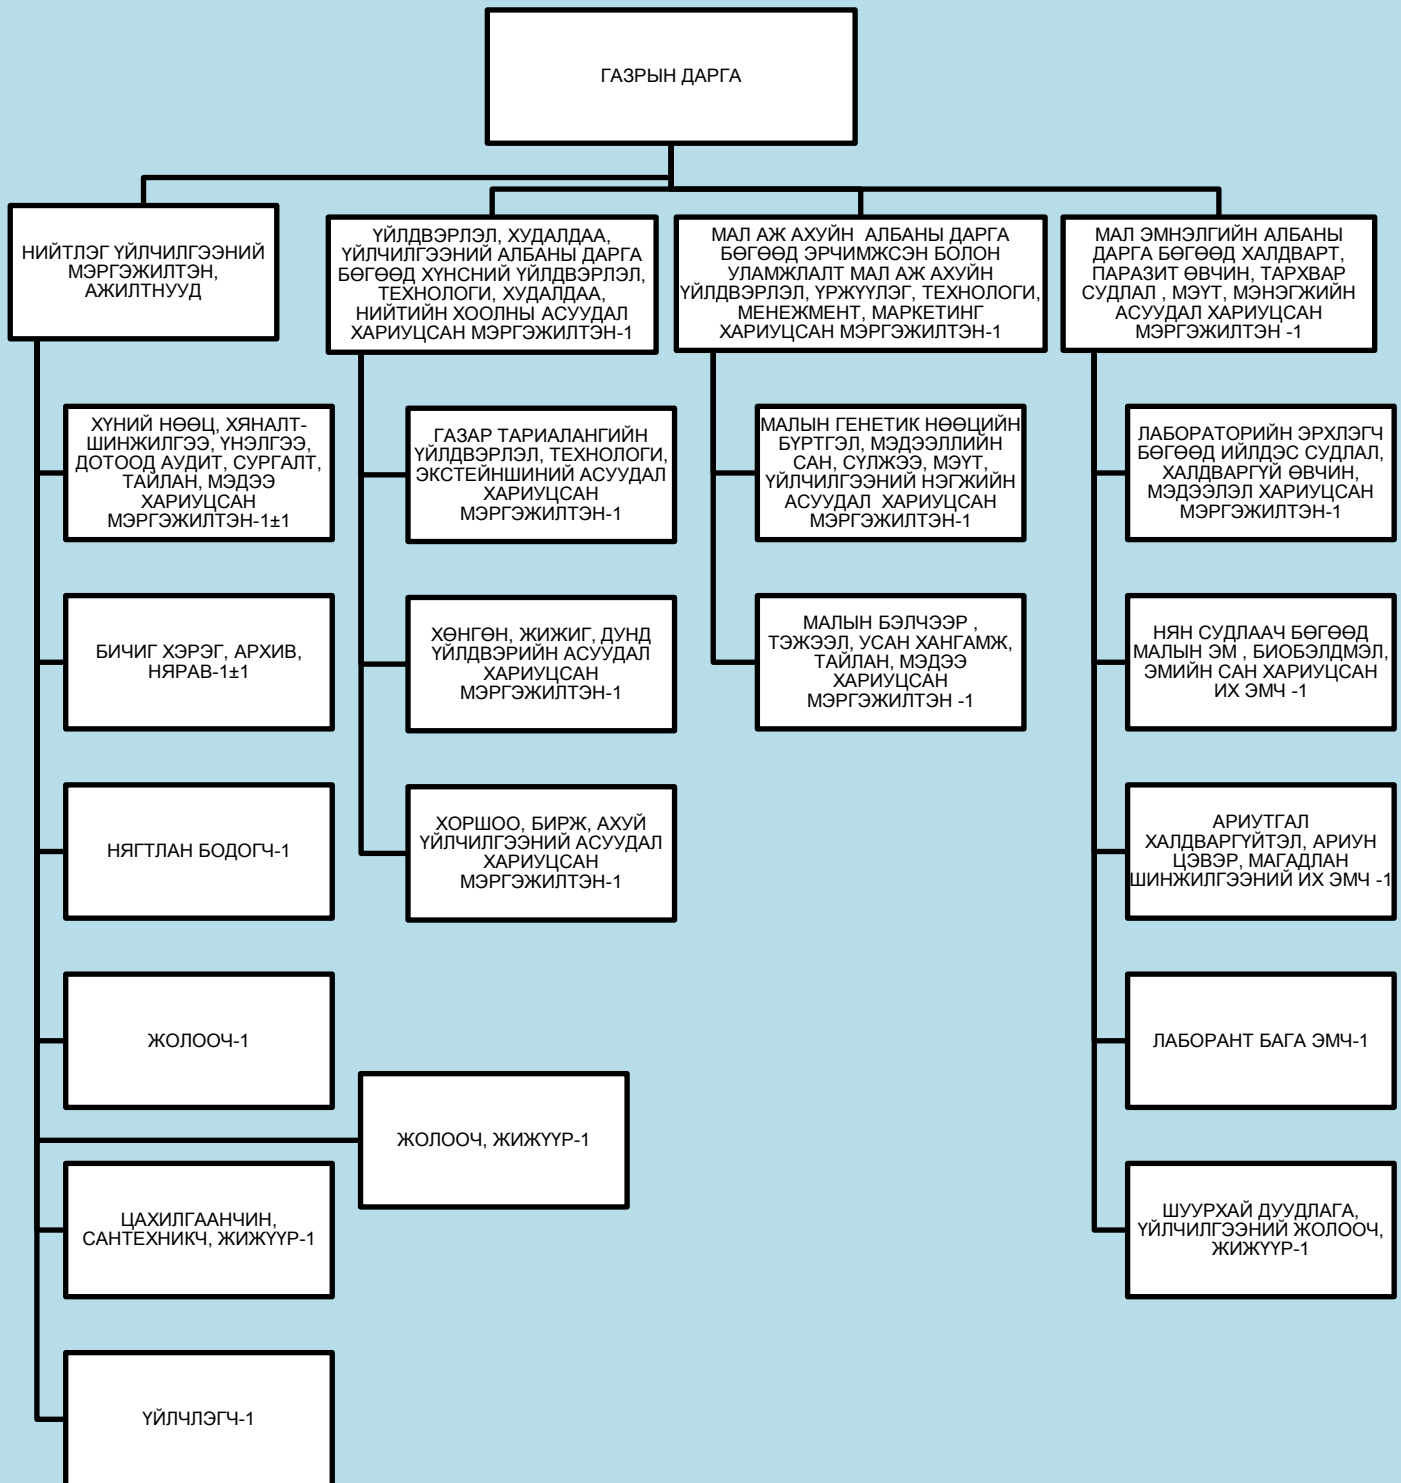 ГАЗРЫН ДАРГА
НИЙТЛЭГ ҮЙЛЧИЛГЭЭНИЙ
МЭРГЭЖИЛТЭН,
АЖИЛТНУУД
ҮЙЛДВЭРЛЭЛ, ХУДАЛДАА,
ҮЙЛЧИЛГЭЭНИЙ АЛБАНЫ ДАРГА
БӨГӨӨД ХҮНСНИЙ ҮЙЛДВЭРЛЭЛ,
ТЕХНОЛОГИ, ХУДАЛДАА,
НИЙТИЙН ХООЛНЫ АСУУДАЛ
ХАРИУЦСАН МЭРГЭЖИЛТЭН-1
МАЛ АЖ АХУЙН АЛБАНЫ ДАРГА
БӨГӨӨД ЭРЧИМЖСЭН БОЛОН
УЛАМЖЛАЛТ МАЛ АЖ АХУЙН
ҮЙЛДВЭРЛЭЛ, ҮРЖҮҮЛЭГ, ТЕХНОЛОГИ,
МЕНЕЖМЕНТ, МАРКЕТИНГ
ХАРИУЦСАН МЭРГЭЖИЛТЭН-1
МАЛ ЭМНЭЛГИЙН АЛБАНЫ
ДАРГА БӨГӨӨД ХАЛДВАРТ,
ПАРАЗИТ ӨВЧИН, ТАРХВАР
СУДЛАЛ , МЭҮТ, МЭНЭГЖИЙН
АСУУДАЛ ХАРИУЦСАН
МЭРГЭЖИЛТЭН -1
ХҮНИЙ НӨӨЦ, ХЯНАЛТ-
ШИНЖИЛГЭЭ, ҮНЭЛГЭЭ,
ДОТООД АУДИТ, СУРГАЛТ,
ТАЙЛАН, МЭДЭЭ
ХАРИУЦСАН
МЭРГЭЖИЛТЭН-1±1
ГАЗАР ТАРИАЛАНГИЙН
ҮЙЛДВЭРЛЭЛ, ТЕХНОЛОГИ,
ЭКСТЕЙНШИНИЙ АСУУДАЛ
ХАРИУЦСАН
МЭРГЭЖИЛТЭН-1
МАЛЫН ГЕНЕТИК НӨӨЦИЙН
БҮРТГЭЛ, МЭДЭЭЛЛИЙН
САН, СҮЛЖЭЭ, МЭҮТ,
ҮЙЛЧИЛГЭЭНИЙ НЭГЖИЙН
АСУУДАЛ ХАРИУЦСАН
МЭРГЭЖИЛТЭН-1
ЛАБОРАТОРИЙН ЭРХЛЭГЧ
БӨГӨӨД ИЙЛДЭС СУДЛАЛ,
ХАЛДВАРГҮЙ ӨВЧИН,
МЭДЭЭЛЭЛ ХАРИУЦСАН
МЭРГЭЖИЛТЭН-1
БИЧИГ ХЭРЭГ, АРХИВ,
НЯРАВ-1±1
ХӨНГӨН, ЖИЖИГ, ДУНД
ҮЙЛДВЭРИЙН АСУУДАЛ
ХАРИУЦСАН
МЭРГЭЖИЛТЭН-1
МАЛЫН БЭЛЧЭЭР ,
ТЭЖЭЭЛ, УСАН ХАНГАМЖ,
ТАЙЛАН, МЭДЭЭ
ХАРИУЦСАН
МЭРГЭЖИЛТЭН -1
НЯН СУДЛААЧ БӨГӨӨД
МАЛЫН ЭМ , БИОБЭЛДМЭЛ,
ЭМИЙН САН ХАРИУЦСАН
ИХ ЭМЧ -1
НЯГТЛАН БОДОГЧ-1
ХОРШОО, БИРЖ, АХУЙ
ҮЙЛЧИЛГЭЭНИЙ АСУУДАЛ
ХАРИУЦСАН
МЭРГЭЖИЛТЭН-1
АРИУТГАЛ
ХАЛДВАРГҮЙТЭЛ, АРИУН
ЦЭВЭР, МАГАДЛАН
ШИНЖИЛГЭЭНИЙ ИХ ЭМЧ -1
ЖОЛООЧ-1
ЛАБОРАНТ БАГА ЭМЧ-1
ЖОЛООЧ, ЖИЖҮҮР-1
ЦАХИЛГААНЧИН,
САНТЕХНИКЧ, ЖИЖҮҮР-1
ШУУРХАЙ ДУУДЛАГА,
ҮЙЛЧИЛГЭЭНИЙ ЖОЛООЧ,
ЖИЖҮҮР-1
ҮЙЛЧЛЭГЧ-1